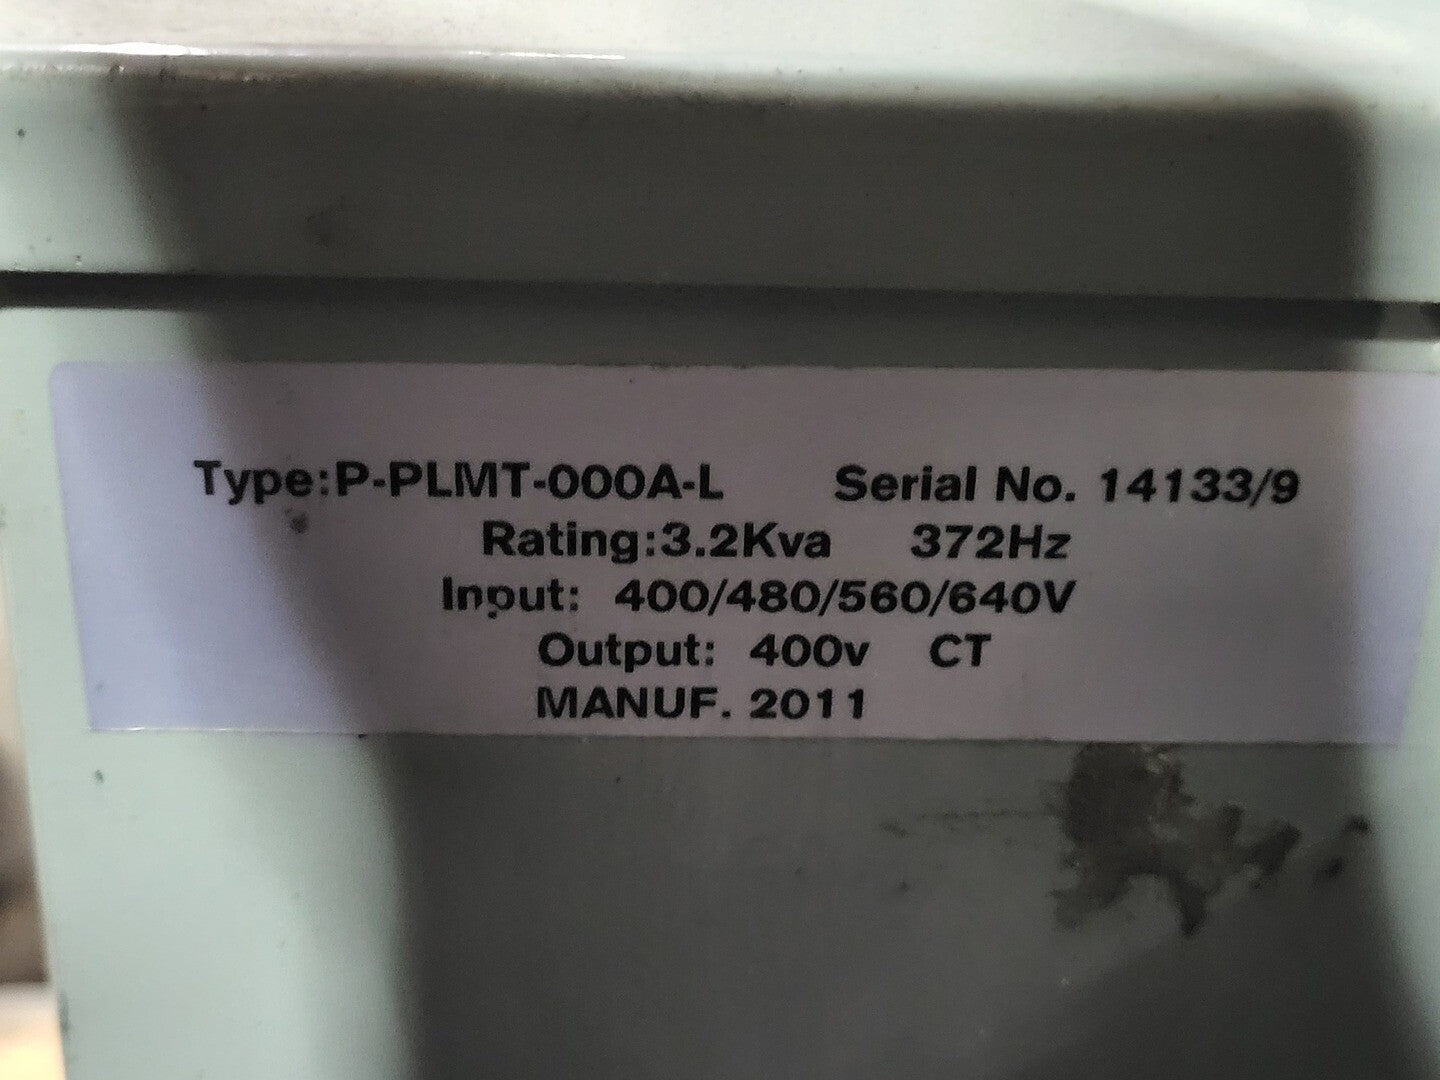 Type:P-PLMT-000A-L Serial No. 14133/9
Rating:3.2Kva 372Hz
Input: 400/480/560/640V
Output: 400v CT
MANUF. 2011